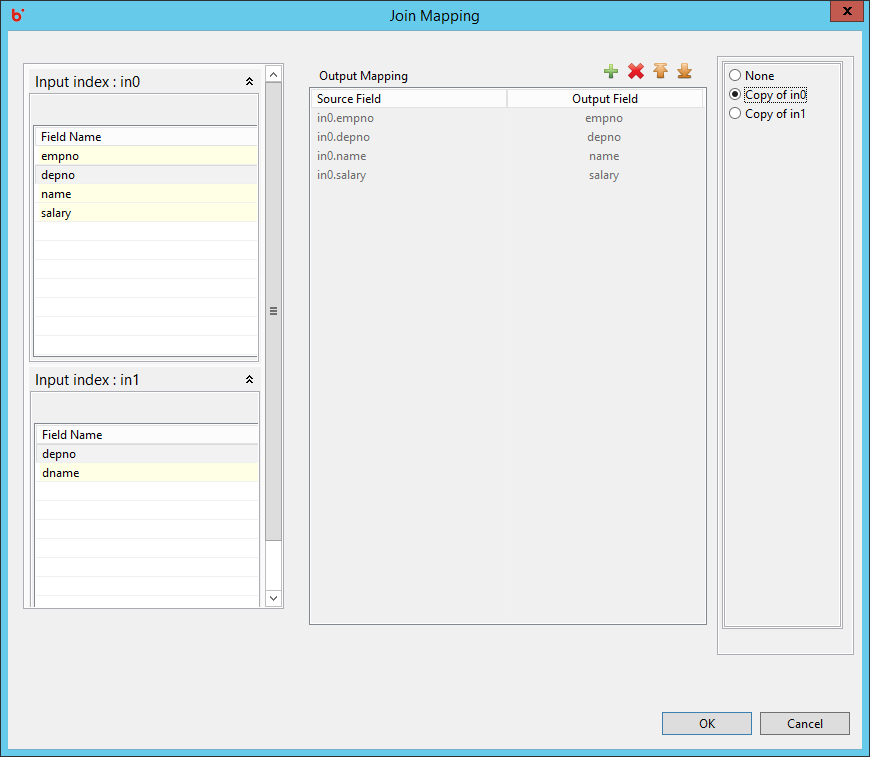 b
Join Mapping
x
Input index : in0
Field Name
empno
depno
name
salary
Input index : in1
Field Name
depno
dname
Output Mapping
Source Field Output Field
in0.empno empno
in0.depno depno
in0.name name
in0.salary salary
None
Copy of in0
Copy of in1
OK Cancel